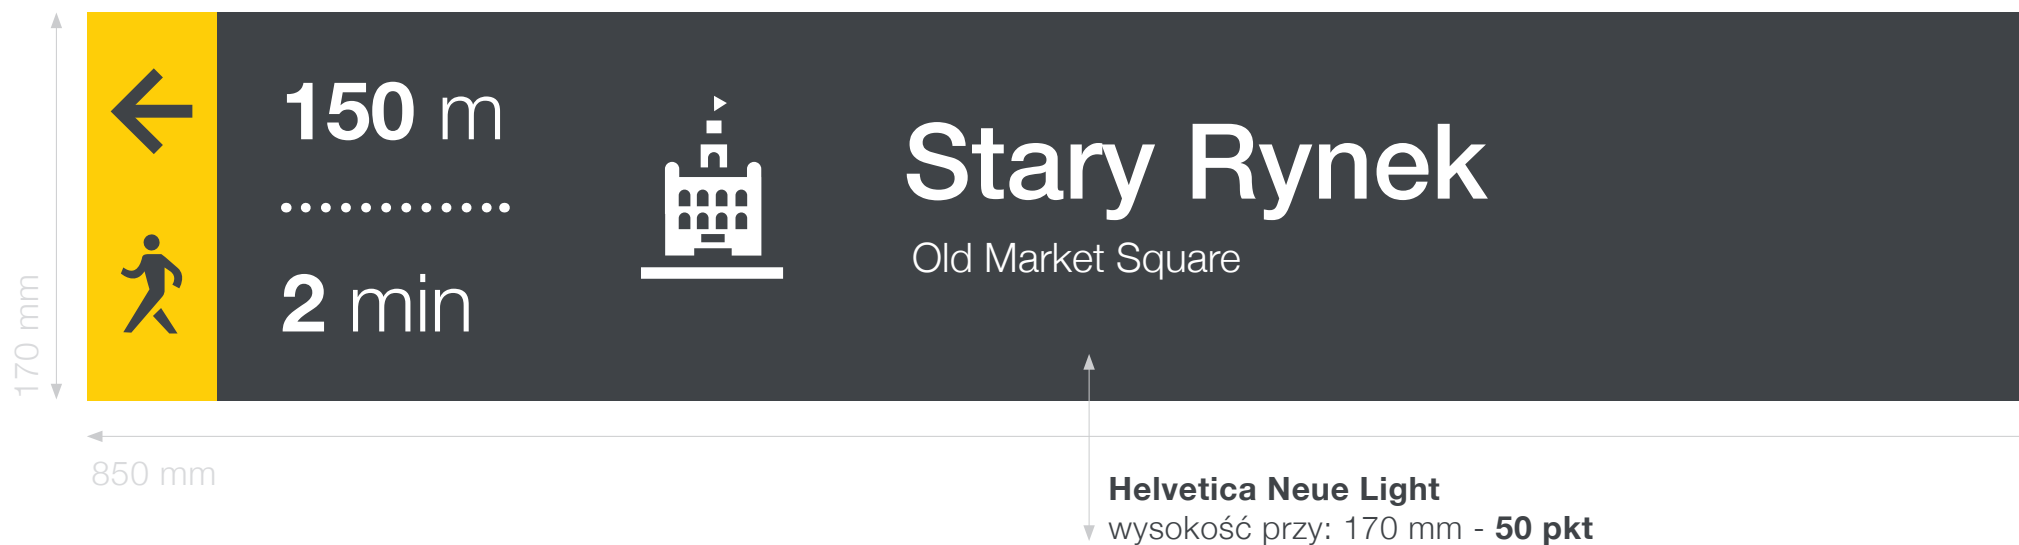 150 m
2 min
Stary Rynek
Old Market Square
170 mm
850 mm
Helvetica Neue Light
wysokość przy: 170 mm - 50 pkt